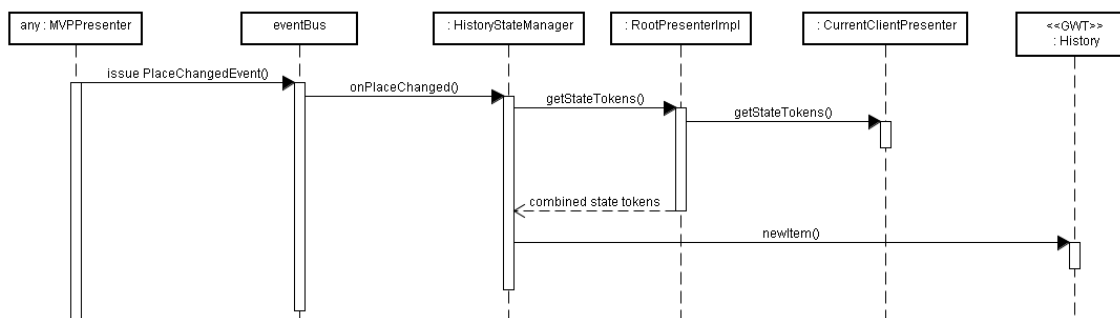 any : MVPPresenter
eventBus
: HistoryStateManager
: RootPresenterImpl
: CurrentClientPresenter
<<GWT>>
: History
issue PlaceChangedEvent()
onPlaceChanged()
getStateTokens()
getStateTokens()
combined state tokens
newItem()